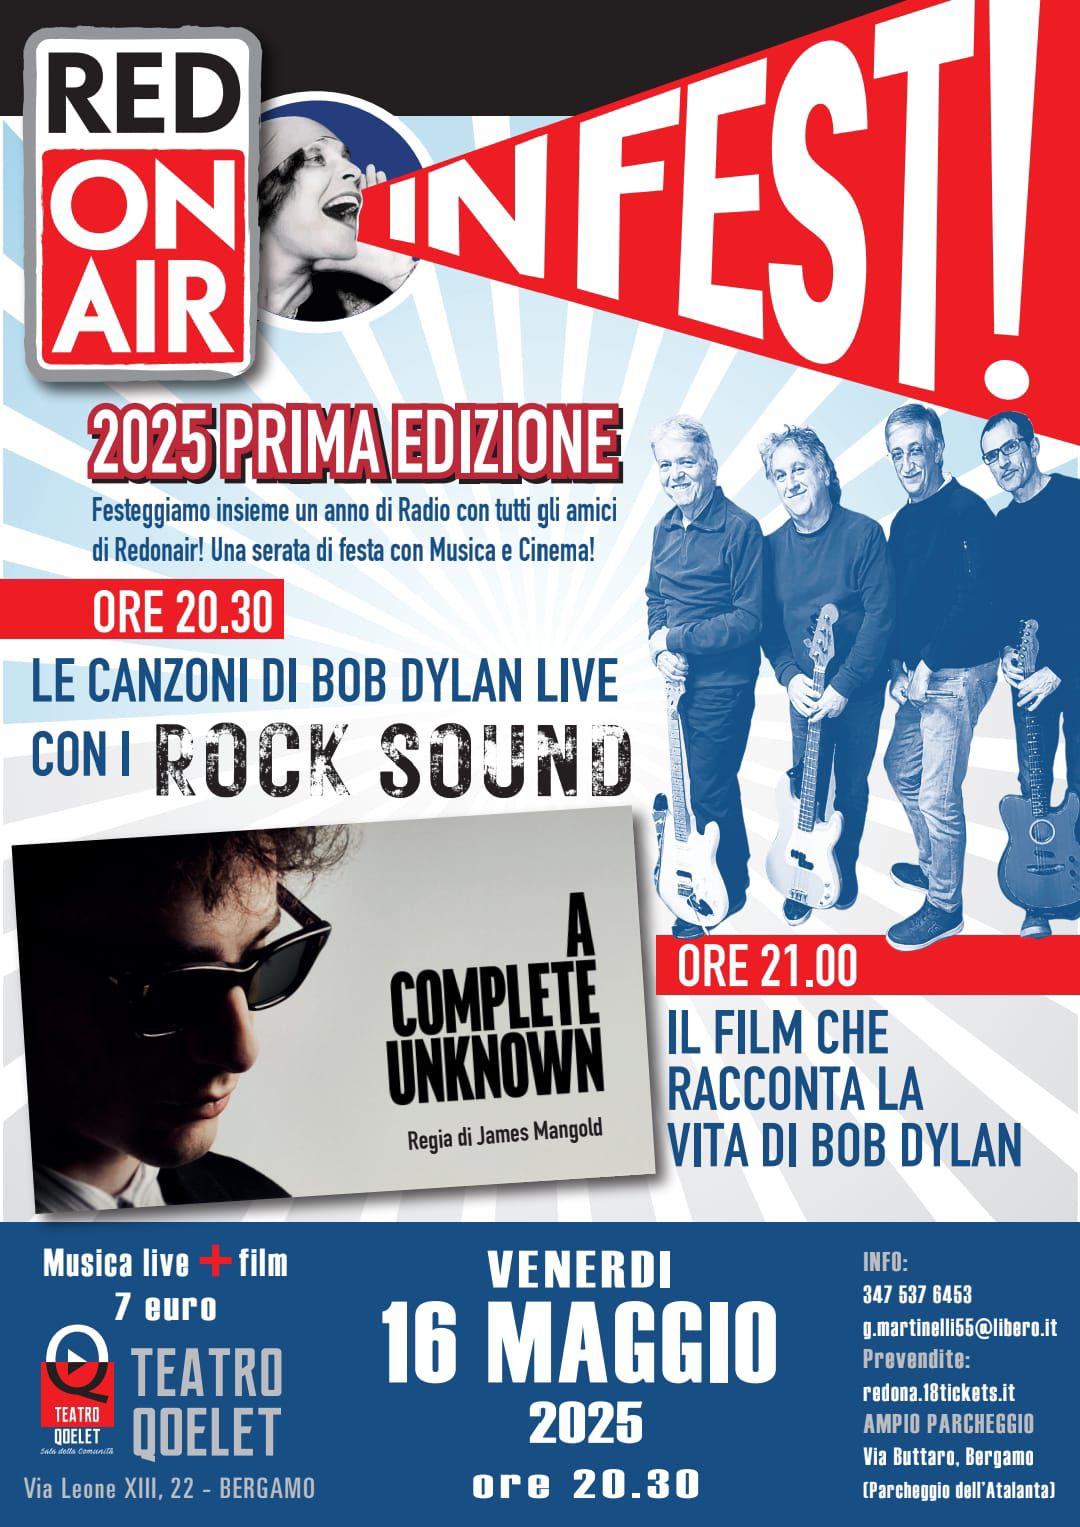 RED
ON
AIR
IN FEST!
2025 PRIMA EDIZIONE
Festeggiamo insieme un anno di Radio con tutti gli amici
di Redonair! Una serata di festa con Musica e Cinema!
ORE 20.30
LE CANZONI DI BOB DYLAN LIVE
CON I ROCK SOUND
A
COMPLETE
UNKNOWN
Regia di James Mangold
ORE 21.00
IL FILM CHE
RACCONTA LA
VITA DI BOB DYLAN
Musica live + film
7 euro
TEATRO
QOELET
Sala della Comunità
TEATRO
QOELET
Via Leone XIII, 22 - BERGAMO
VENERDI
16 MAGGIO
2025
ore 20.30
INFO:
347 537 6453
g.martinelli55@libero.it
Prevendite:
redona.18tickets.it
AMPIO PARCHEGGIO
Via Buttaro, Bergamo
(Parcheggio dell'Atalanta)